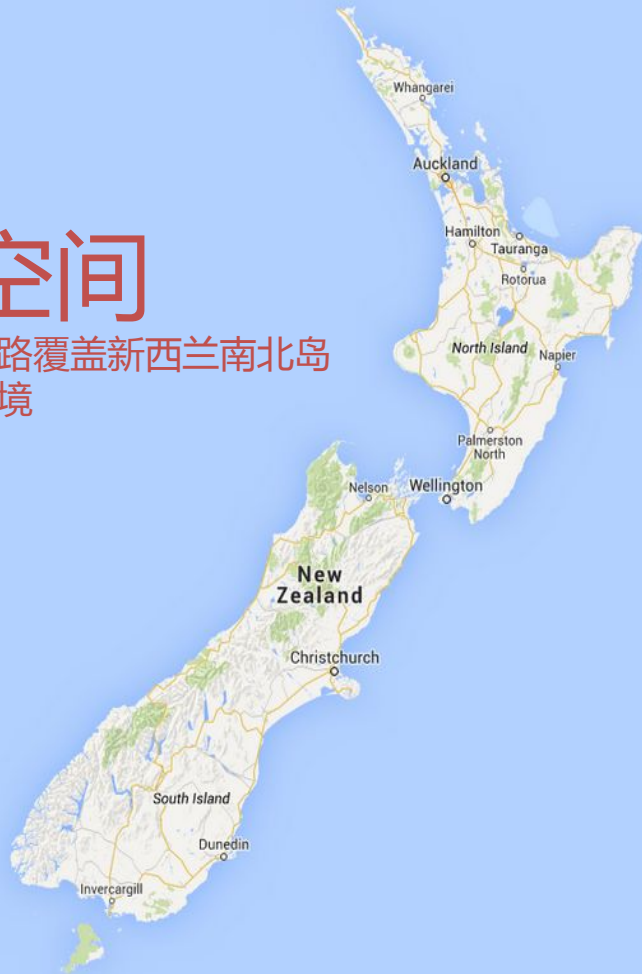 Whangarei
Auckland
Hamilton
Tauranga
Rotorua
空间
路覆盖新西兰南北岛
境
North Island
Napier
Palmerston
North
Nelson
Wellington
New
Zealand
Christchurch
South Island
Dunedin
Invercargill